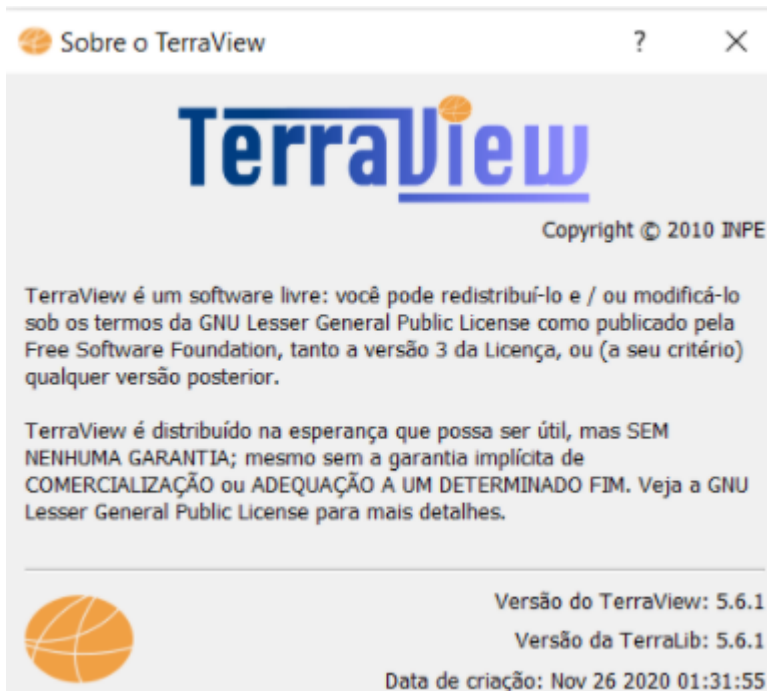 Sobre o TerraView ? ×
TerraView
Copyright © 2010 INPE
TerraView é um software livre: você pode redistribuí-lo e / ou modificá-lo
sob os termos da GNU Lesser General Public License como publicado pela
Free Software Foundation, tanto a versão 3 da Licença, ou (a seu critério)
qualquer versão posterior.
TerraView é distribuído na esperança que possa ser útil, mas SEM
NENHUMA GARANTIA; mesmo sem a garantia implícita de
COMERCIALIZAÇÃO ou ADEQUAÇÃO A UM DETERMINADO FIM. Veja a GNU
Lesser General Public License para mais detalhes.
Versão do TerraView: 5.6.1
Versão da TerraLib: 5.6.1
Data de criação: Nov 26 2020 01:31:55